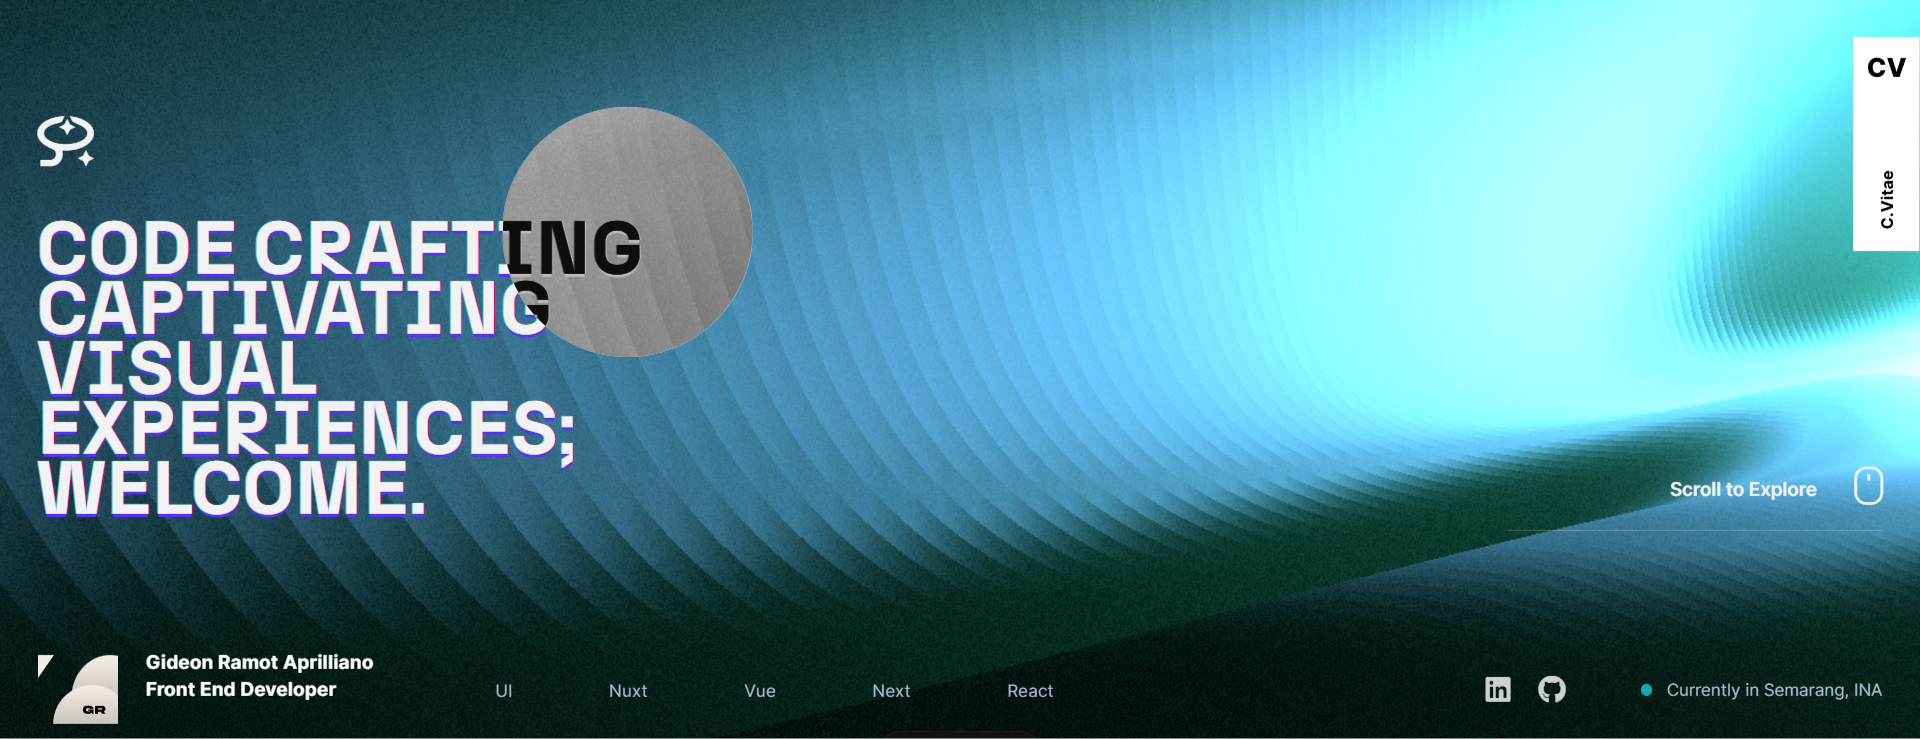 CV
C.Vitae
CODE CRAFTING
CAPTIVATING
VISUAL
EXPERIENCES;
WELCOME.
Scroll to Explore
GR
Gideon Ramot Aprilliano
Front End Developer
UI Nuxt Vue Next React
in
Currently in Semarang, INA